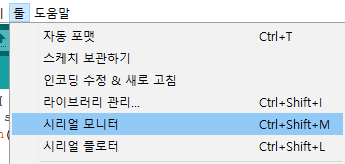 툴 도움말
자동 포맷 Ctrl+T
스케치 보관하기
인코딩 수정 & 새로 고침
라이브러리 관리... Ctrl+Shift+I
시리얼 모니터 Ctrl+Shift+M
시리얼 플로터 Ctrl+Shift+L